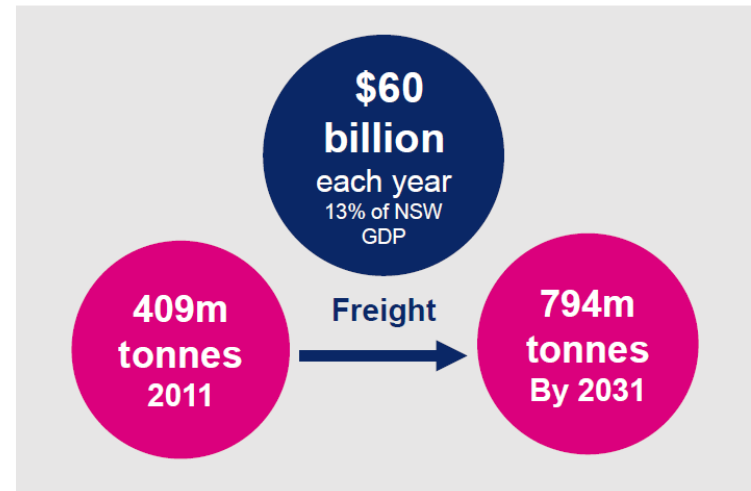 $60
billion
each year
13% of NSW
GDP
409m
tonnes
2011
Freight
794m
tonnes
By 2031